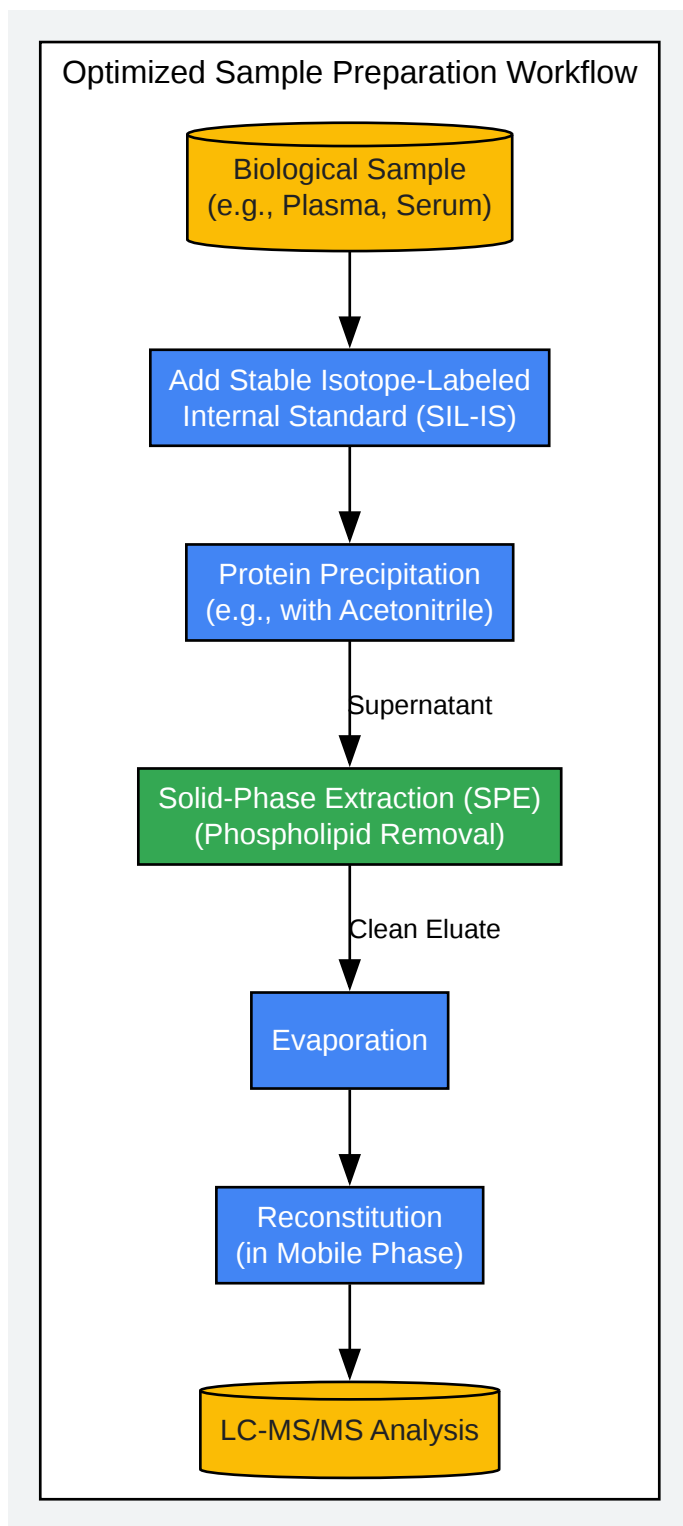 Optimized Sample Preparation Workflow
Biological Sample
(e.g., Plasma, Serum)
Add Stable Isotope-Labeled
Internal Standard (SIL-IS)
Protein Precipitation
(e.g., with Acetonitrile)
Supernatant
Solid-Phase Extraction (SPE)
(Phospholipid Removal)
Clean Eluate
Evaporation
Reconstitution
(in Mobile Phase)
LC-MS/MS Analysis